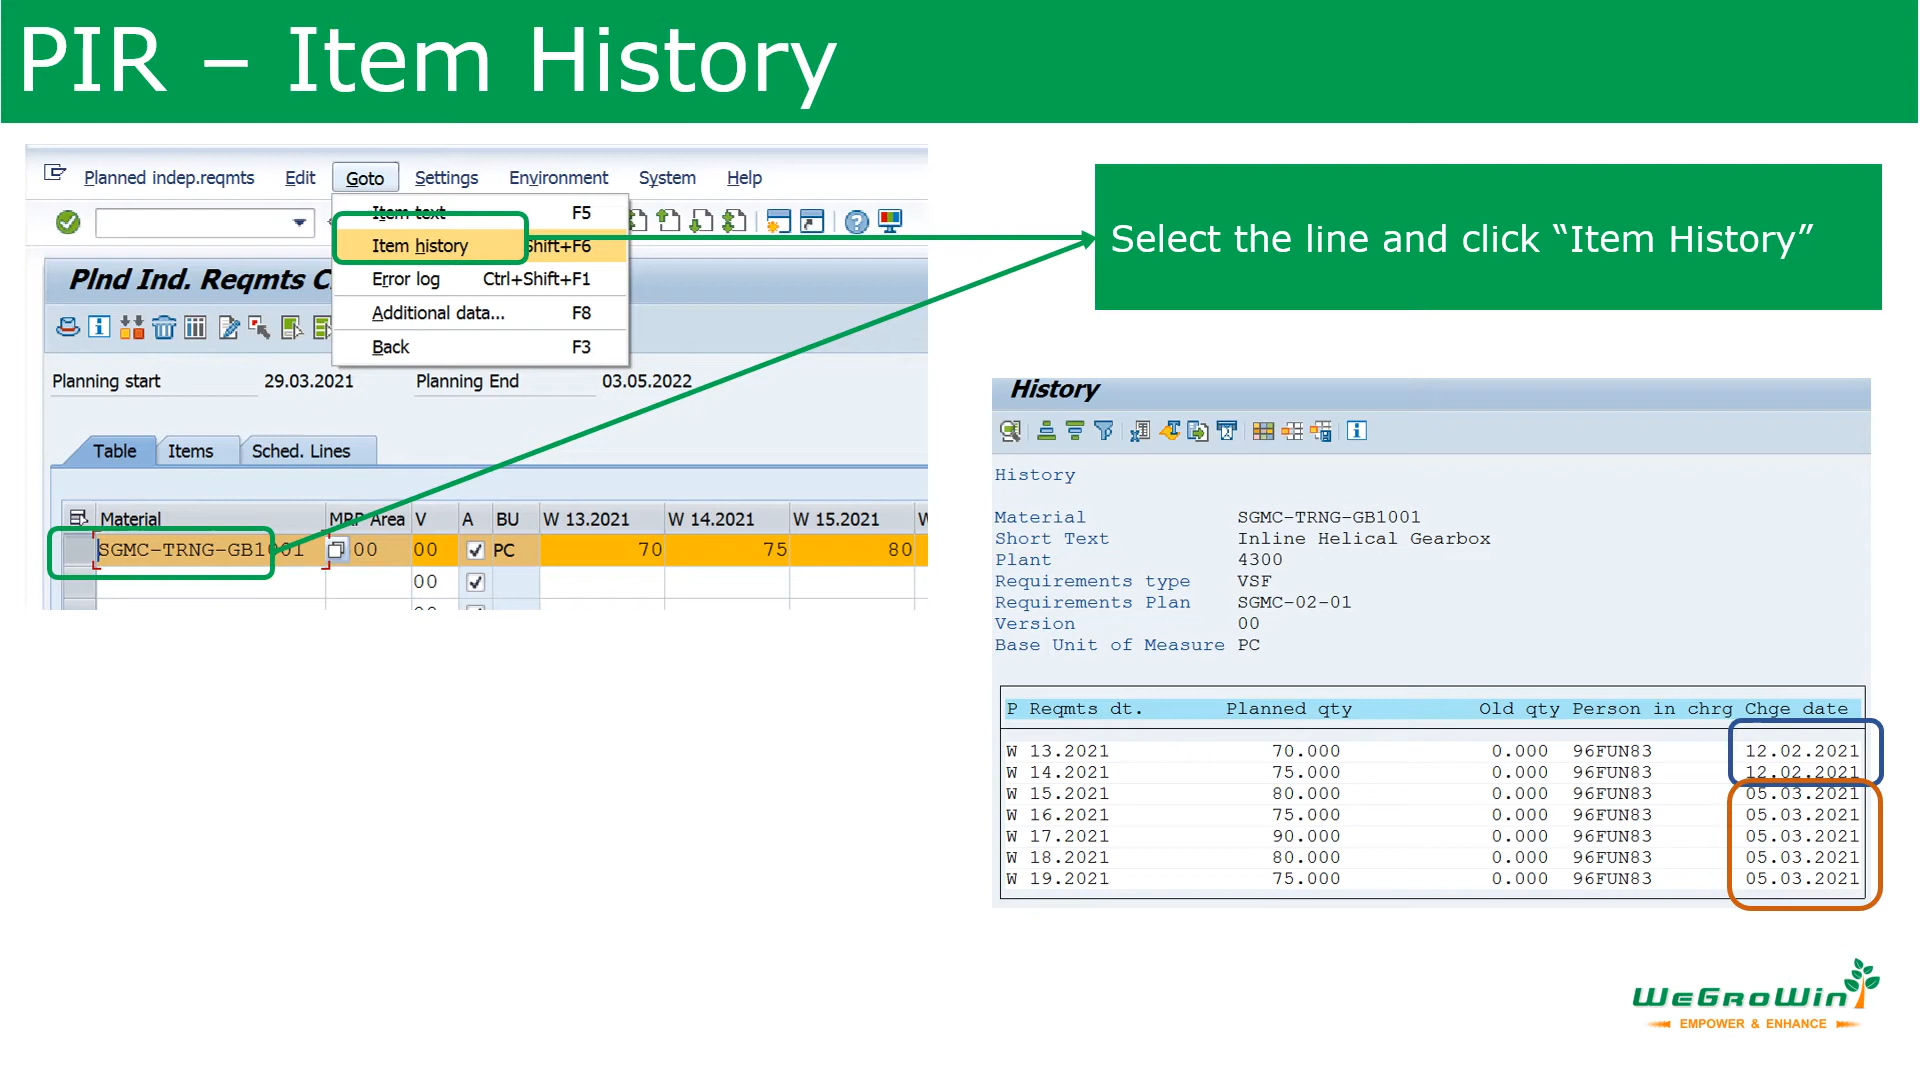 PIR – Item History
Planned indep.reqmts Edit Goto Settings Environment System Help
Item text F5
Item history Shift+F6
Error log Ctrl+Shift+F1
Additional data... F8
Back F3
Plnd Ind. Reqmts C
Planning start 29.03.2021 Planning End 03.05.2022
Table Items Sched. Lines
Material MRP Area V A BU W 13.2021 W 14.2021 W 15.2021 W
SGMC-TRNG-GB1001 00 00 PC 70 75 80
00
00
Select the line and click “Item History”
History
History
Material SGMC-TRNG-GB1001
Short Text Inline Helical Gearbox
Plant 4300
Requirements type VSF
Requirements Plan SGMC-02-01
Version 00
Base Unit of Measure PC
P Reqmts dt. Planned qty Old qty Person in chrg Chge date
W 13.2021 70.000 0.000 96FUN83 12.02.2021
W 14.2021 75.000 0.000 96FUN83 12.02.2021
W 15.2021 80.000 0.000 96FUN83 05.03.2021
W 16.2021 75.000 0.000 96FUN83 05.03.2021
W 17.2021 90.000 0.000 96FUN83 05.03.2021
W 18.2021 80.000 0.000 96FUN83 05.03.2021
W 19.2021 75.000 0.000 96FUN83 05.03.2021
WeGroWin
EMPOWER & ENHANCE